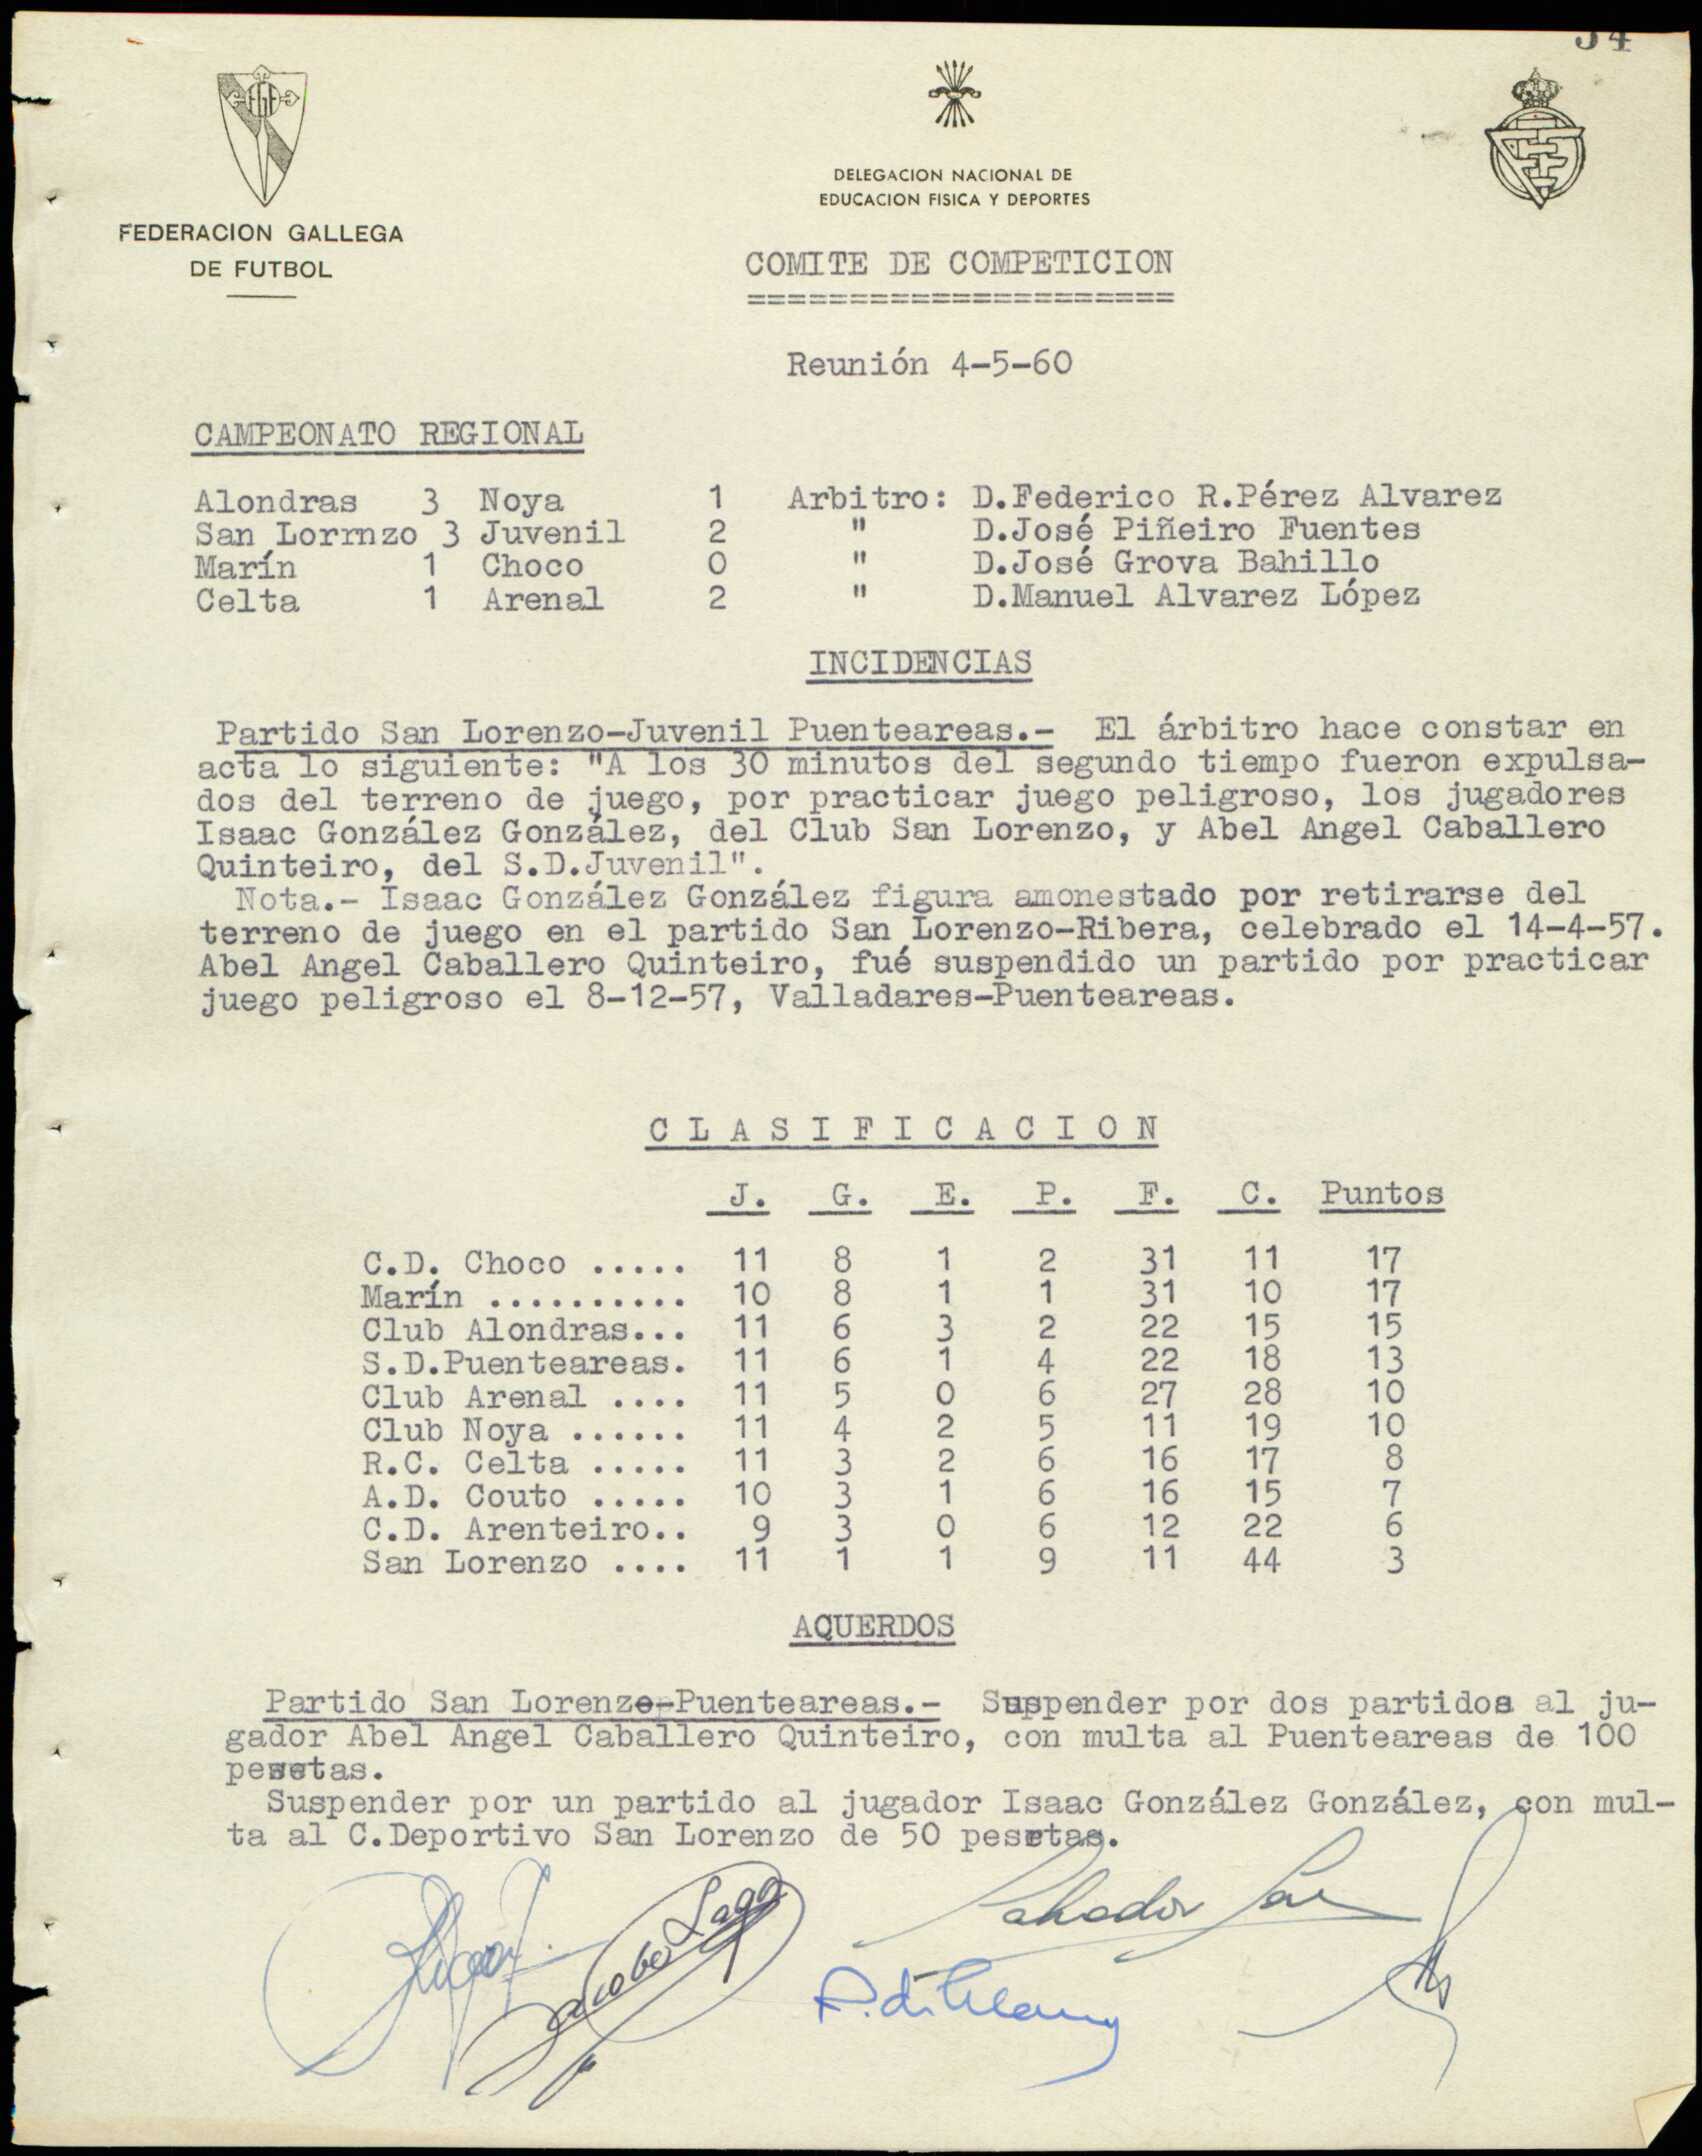 54
FGF
FEDERACION GALLEGA
DE FUTBOL
DELEGACION NACIONAL DE
EDUCACION FISICA Y DEPORTES
COMITE DE COMPETICION
=====================
Reunión 4-5-60
CAMPEONATO REGIONAL
Alondras 3 Noya 1 Arbitro: D.Federico R.Pérez Alvarez
San Lorrnzo 3 Juvenil 2 " D.José Piñeiro Fuentes
Marín 1 Choco 0 " D.José Grova Bahillo
Celta 1 Arenal 2 " D.Manuel Alvarez López
INCIDENCIAS
Partido San Lorenzo-Juvenil Puenteareas.- El árbitro hace constar en
acta lo siguiente: "A los 30 minutos del segundo tiempo fueron expulsa-
dos del terreno de juego, por practicar juego peligroso, los jugadores
Isaac González González, del Club San Lorenzo, y Abel Angel Caballero
Quinteiro, del S.D.Juvenil".
Nota.- Isaac González González figura amonestado por retirarse del
terreno de juego en el partido San Lorenzo-Ribera, celebrado el 14-4-57.
Abel Angel Caballero Quinteiro, fué suspendido un partido por practicar
juego peligroso el 8-12-57, Valladares-Puenteareas.
C L A S I F I C A C I O N
J. G. E. P. F. C. Puntos
C.D. Choco ..... 11 8 1 2 31 11 17
Marín .......... 10 8 1 1 31 10 17
Club Alondras... 11 6 3 2 22 15 15
S.D.Puenteareas. 11 6 1 4 22 18 13
Club Arenal .... 11 5 0 6 27 28 10
Club Noya ...... 11 4 2 5 11 19 10
R.C. Celta ..... 11 3 2 6 16 17 8
A.D. Couto ..... 10 3 1 6 16 15 7
C.D. Arenteiro.. 9 3 0 6 12 22 6
San Lorenzo .... 11 1 1 9 11 44 3
AQUERDOS
Partido San Lorenzo-Puenteareas.- Suspender por dos partidos al ju-
gador Abel Angel Caballero Quinteiro, con multa al Puenteareas de 100
pesetas.
Suspender por un partido al jugador Isaac González González, con mul-
ta al C.Deportivo San Lorenzo de 50 pesetas.
Jacobo Lago